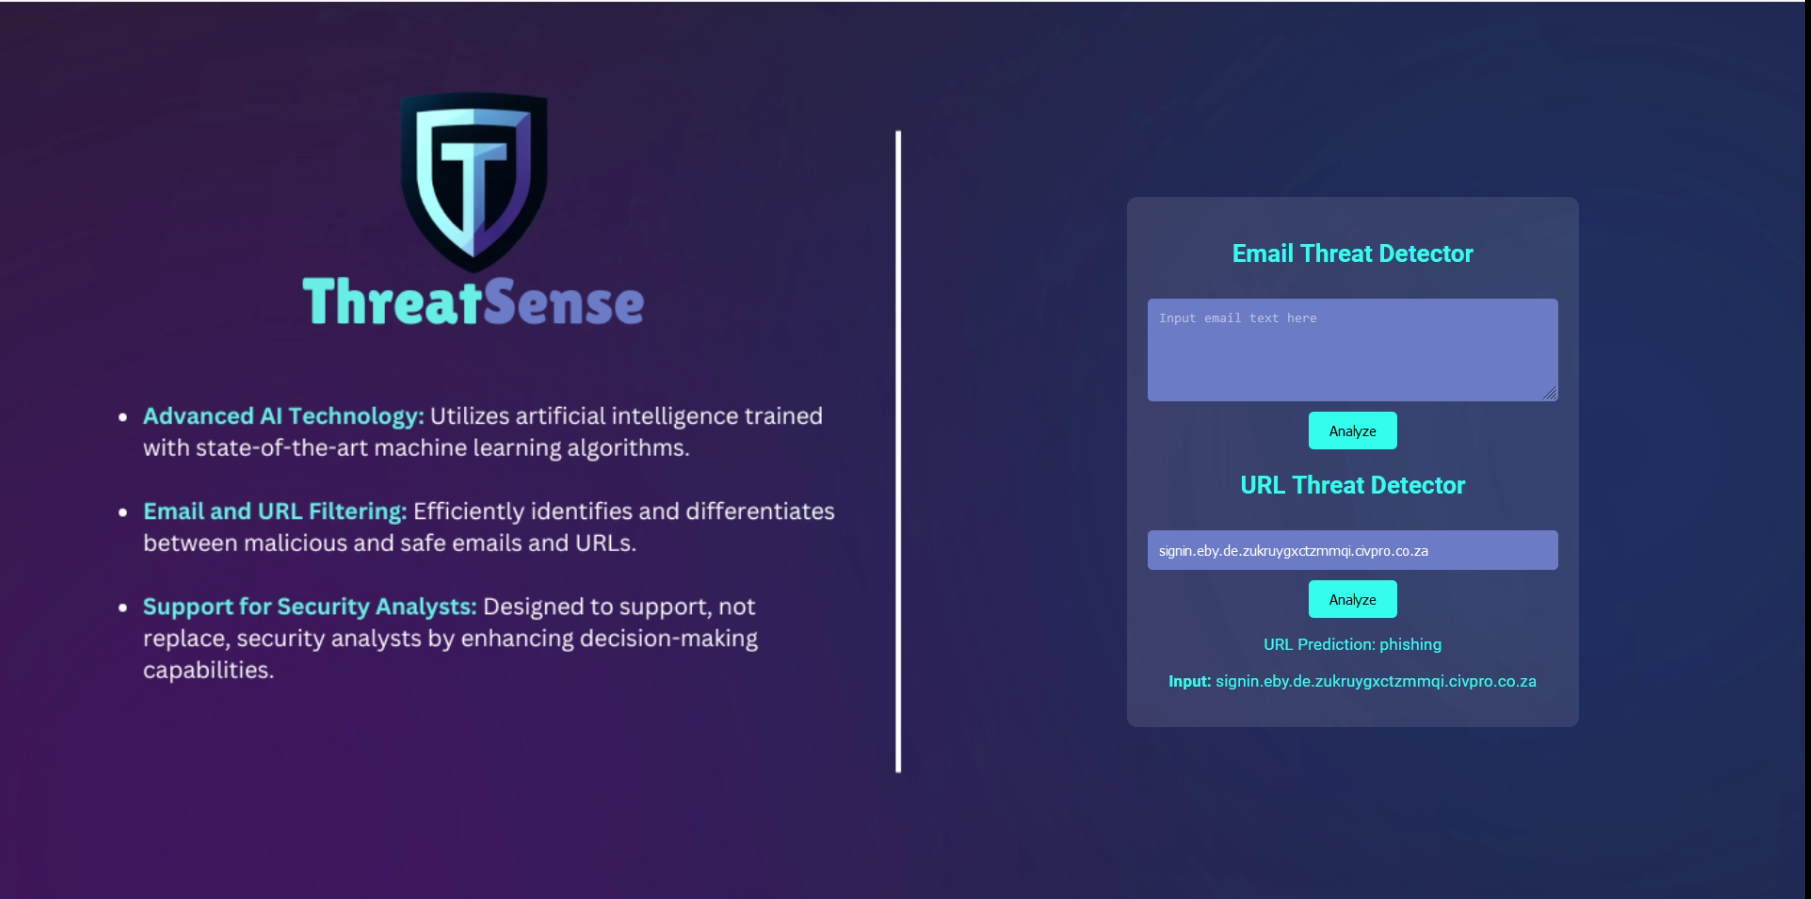 T
ThreatSense
• Advanced AI Technology: Utilizes artificial intelligence trained
with state-of-the-art machine learning algorithms.
• Email and URL Filtering: Efficiently identifies and differentiates
between malicious and safe emails and URLs.
• Support for Security Analysts: Designed to support, not
replace, security analysts by enhancing decision-making
capabilities.
Email Threat Detector
Input email text here
Analyze
URL Threat Detector
signin.eby.de.zukruygxctzmmqi.civpro.co.za
Analyze
URL Prediction: phishing
Input: signin.eby.de.zukruygxctzmmqi.civpro.co.za